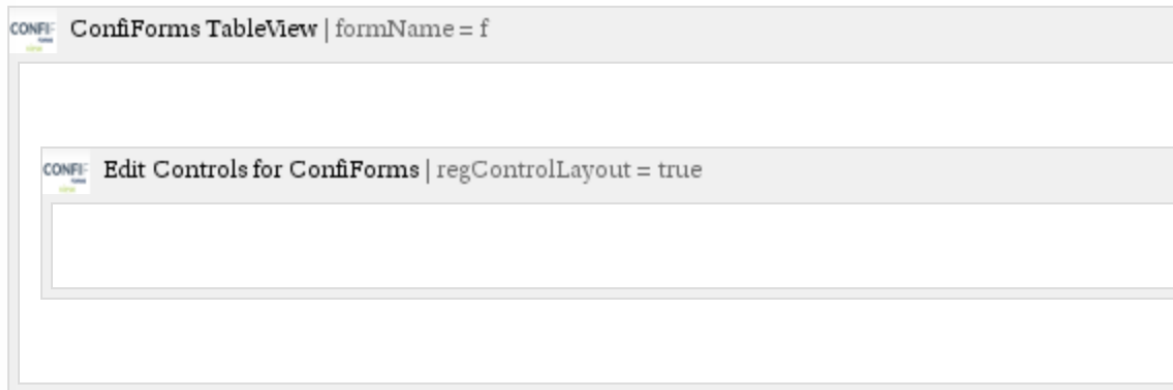 CONFI
ConfiForms TableView | formName = f
CONFI
Edit Controls for ConfiForms | regControlLayout = true